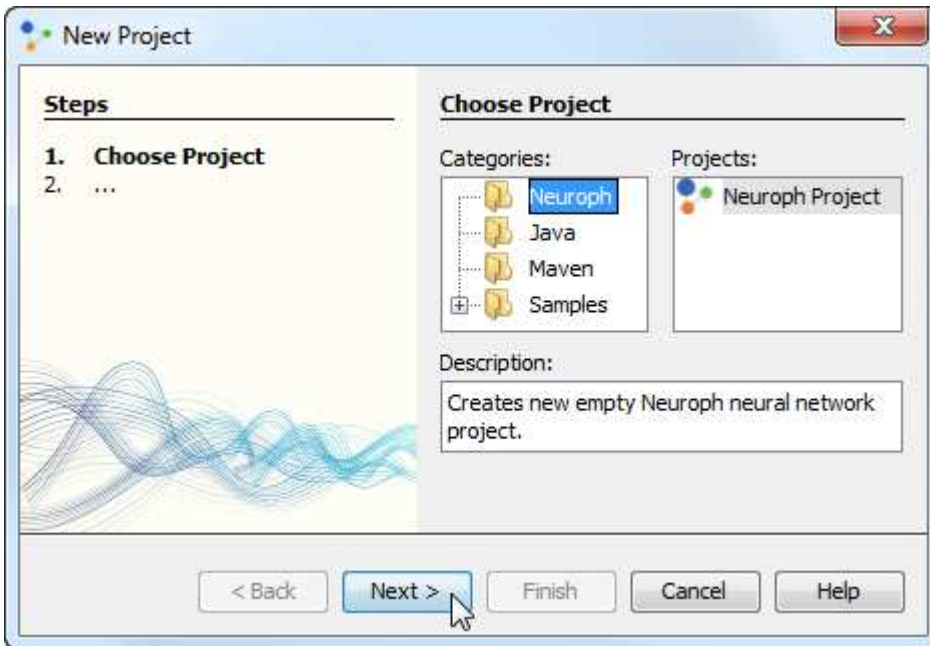 New Project
Steps
1. Choose Project
2. ...
Choose Project
Categories:
Neuroph
Java
Maven
Samples
Projects:
Neuroph Project
Description:
Creates new empty Neuroph neural network
project.
< Back
Next >
Finish
Cancel
Help